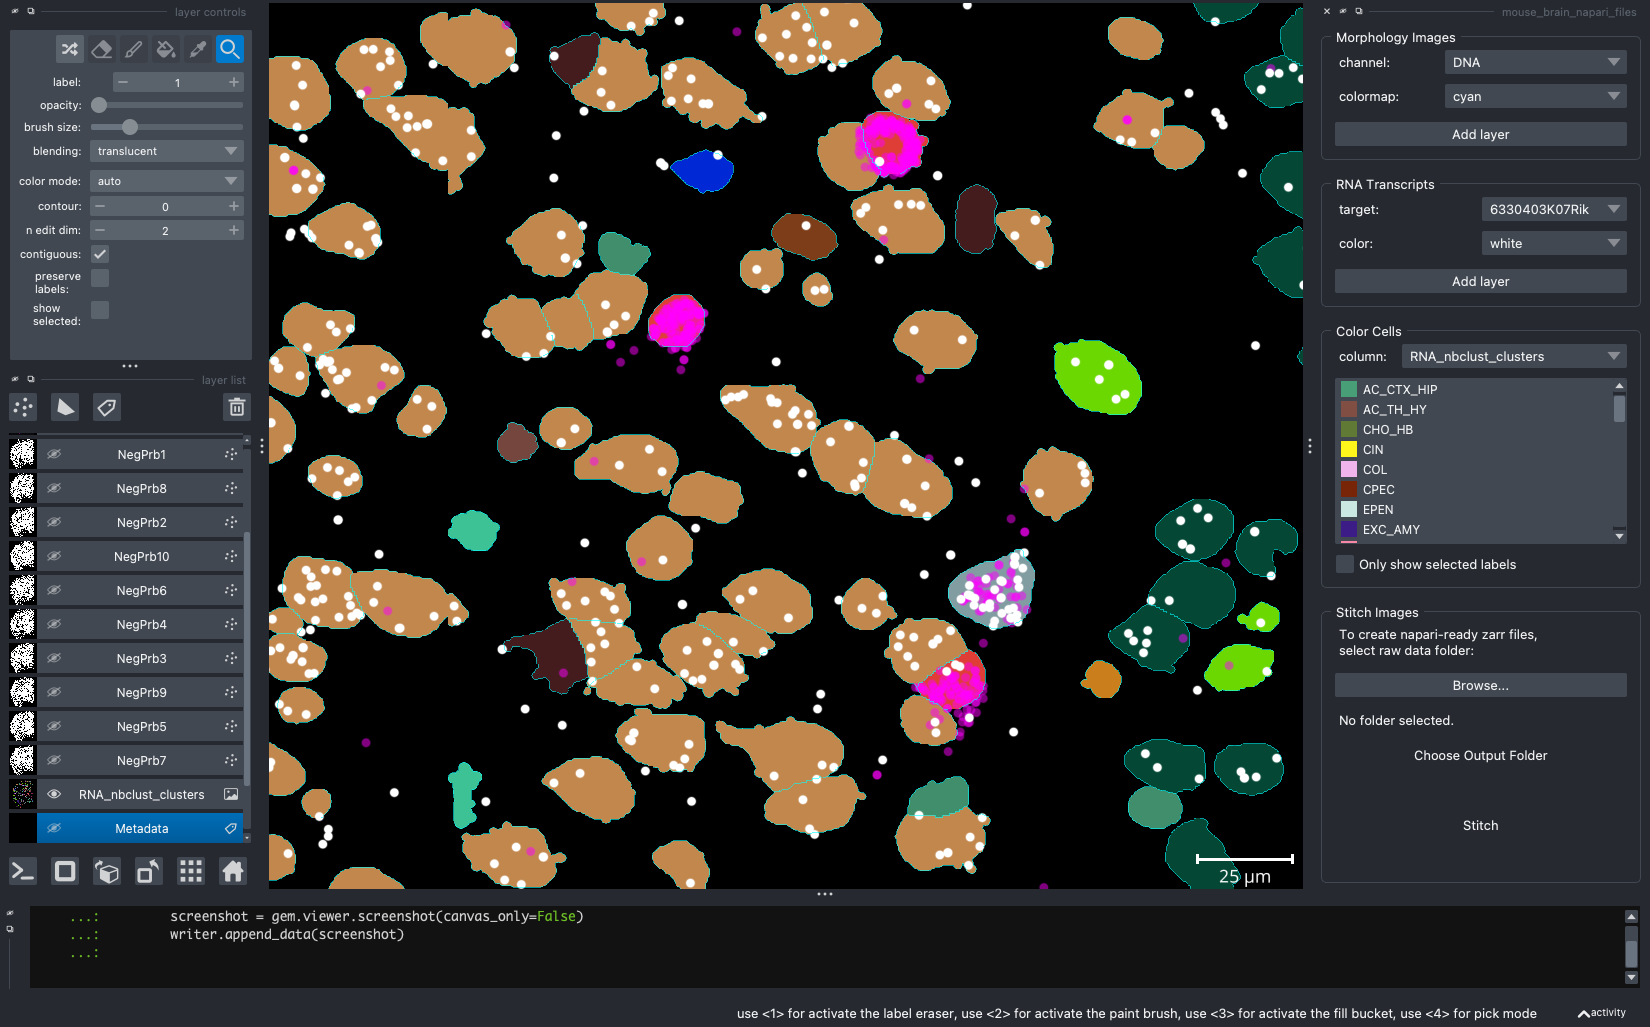 layer controls
label:
1
opacity:
brush size:
blending:
translucent
color mode:
auto
contour:
0
n edit dim:
2
contiguous:
preserve
labels:
show
selected:
layer list
NegPrb1
NegPrb8
NegPrb2
NegPrb10
NegPrb6
NegPrb4
NegPrb3
NegPrb9
NegPrb5
NegPrb7
RNA_nbclust_clusters
Metadata
25 µm
mouse_brain_napari_files
Morphology Images
channel:
DNA
colormap:
cyan
Add layer
RNA Transcripts
target:
6330403K07Rik
color:
white
Add layer
Color Cells
column:
RNA_nbclust_clusters
AC_CTX_HIP
AC_TH_HY
CHO_HB
CIN
COL
CPEC
EPEN
EXC_AMY
Only show selected labels
Stitch Images
To create napari-ready zarr files,
select raw data folder:
Browse...
No folder selected.
Choose Output Folder
Stitch
...: screenshot = gem.viewer.screenshot(canvas_only=False)
...: writer.append_data(screenshot)
...:
use <1> for activate the label eraser, use <2> for activate the paint brush, use <3> for activate the fill bucket, use <4> for pick mode
activity